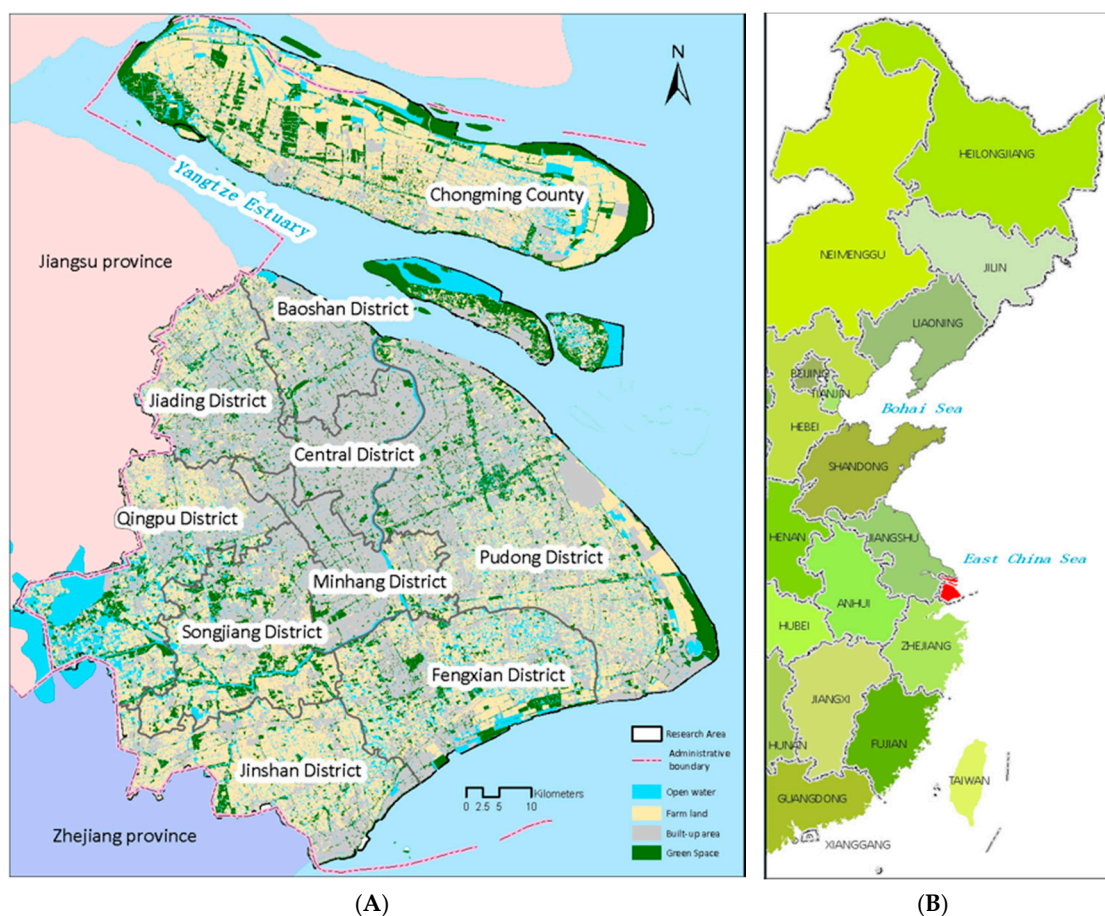 N
Chongming County
Yangtze Estuary
Jiangsu province
Baoshan District
Jiading District
Central District
Qingpu District
Pudong District
Minhang District
Songjiang District
Fengxian District
Jinshan District
Zhejiang province
Research Area
Administrative
boundary
Open water
Farm land
Built-up area
Green Space
Kilometers
0 2.5 5 10
(A)
HEILONGJIANG
NEIMENGGU
JILIN
LIAONING
BEIJING
TIANJIN
Bohai Sea
HEBEI
SHANDONG
HENAN
JIANGSHU
East China Sea
ANHUI
HUBEI
ZHEJIANG
JIANGXI
HUNAN
FUJIAN
TAIWAN
GUANGDONG
XIANGGANG
(B)